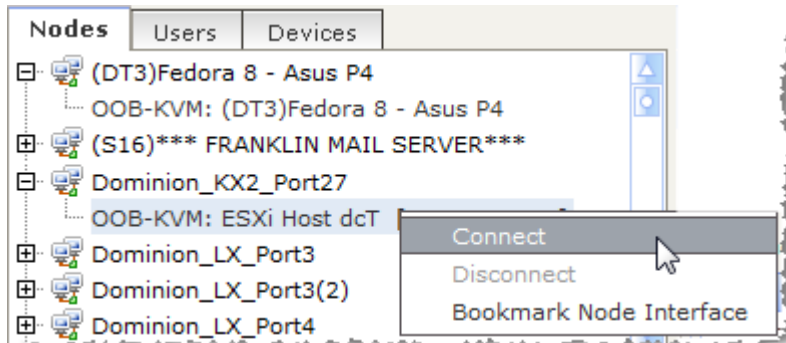 Nodes Users Devices
(DT3)Fedora 8 - Asus P4
OOB-KVM: (DT3)Fedora 8 - Asus P4
(S16)*** FRANKLIN MAIL SERVER***
Dominion_KX2_Port27
OOB-KVM: ESXi Host dcT
Connect
Dominion_LX_Port3
Disconnect
Dominion_LX_Port3(2)
Bookmark Node Interface
Dominion_LX_Port4